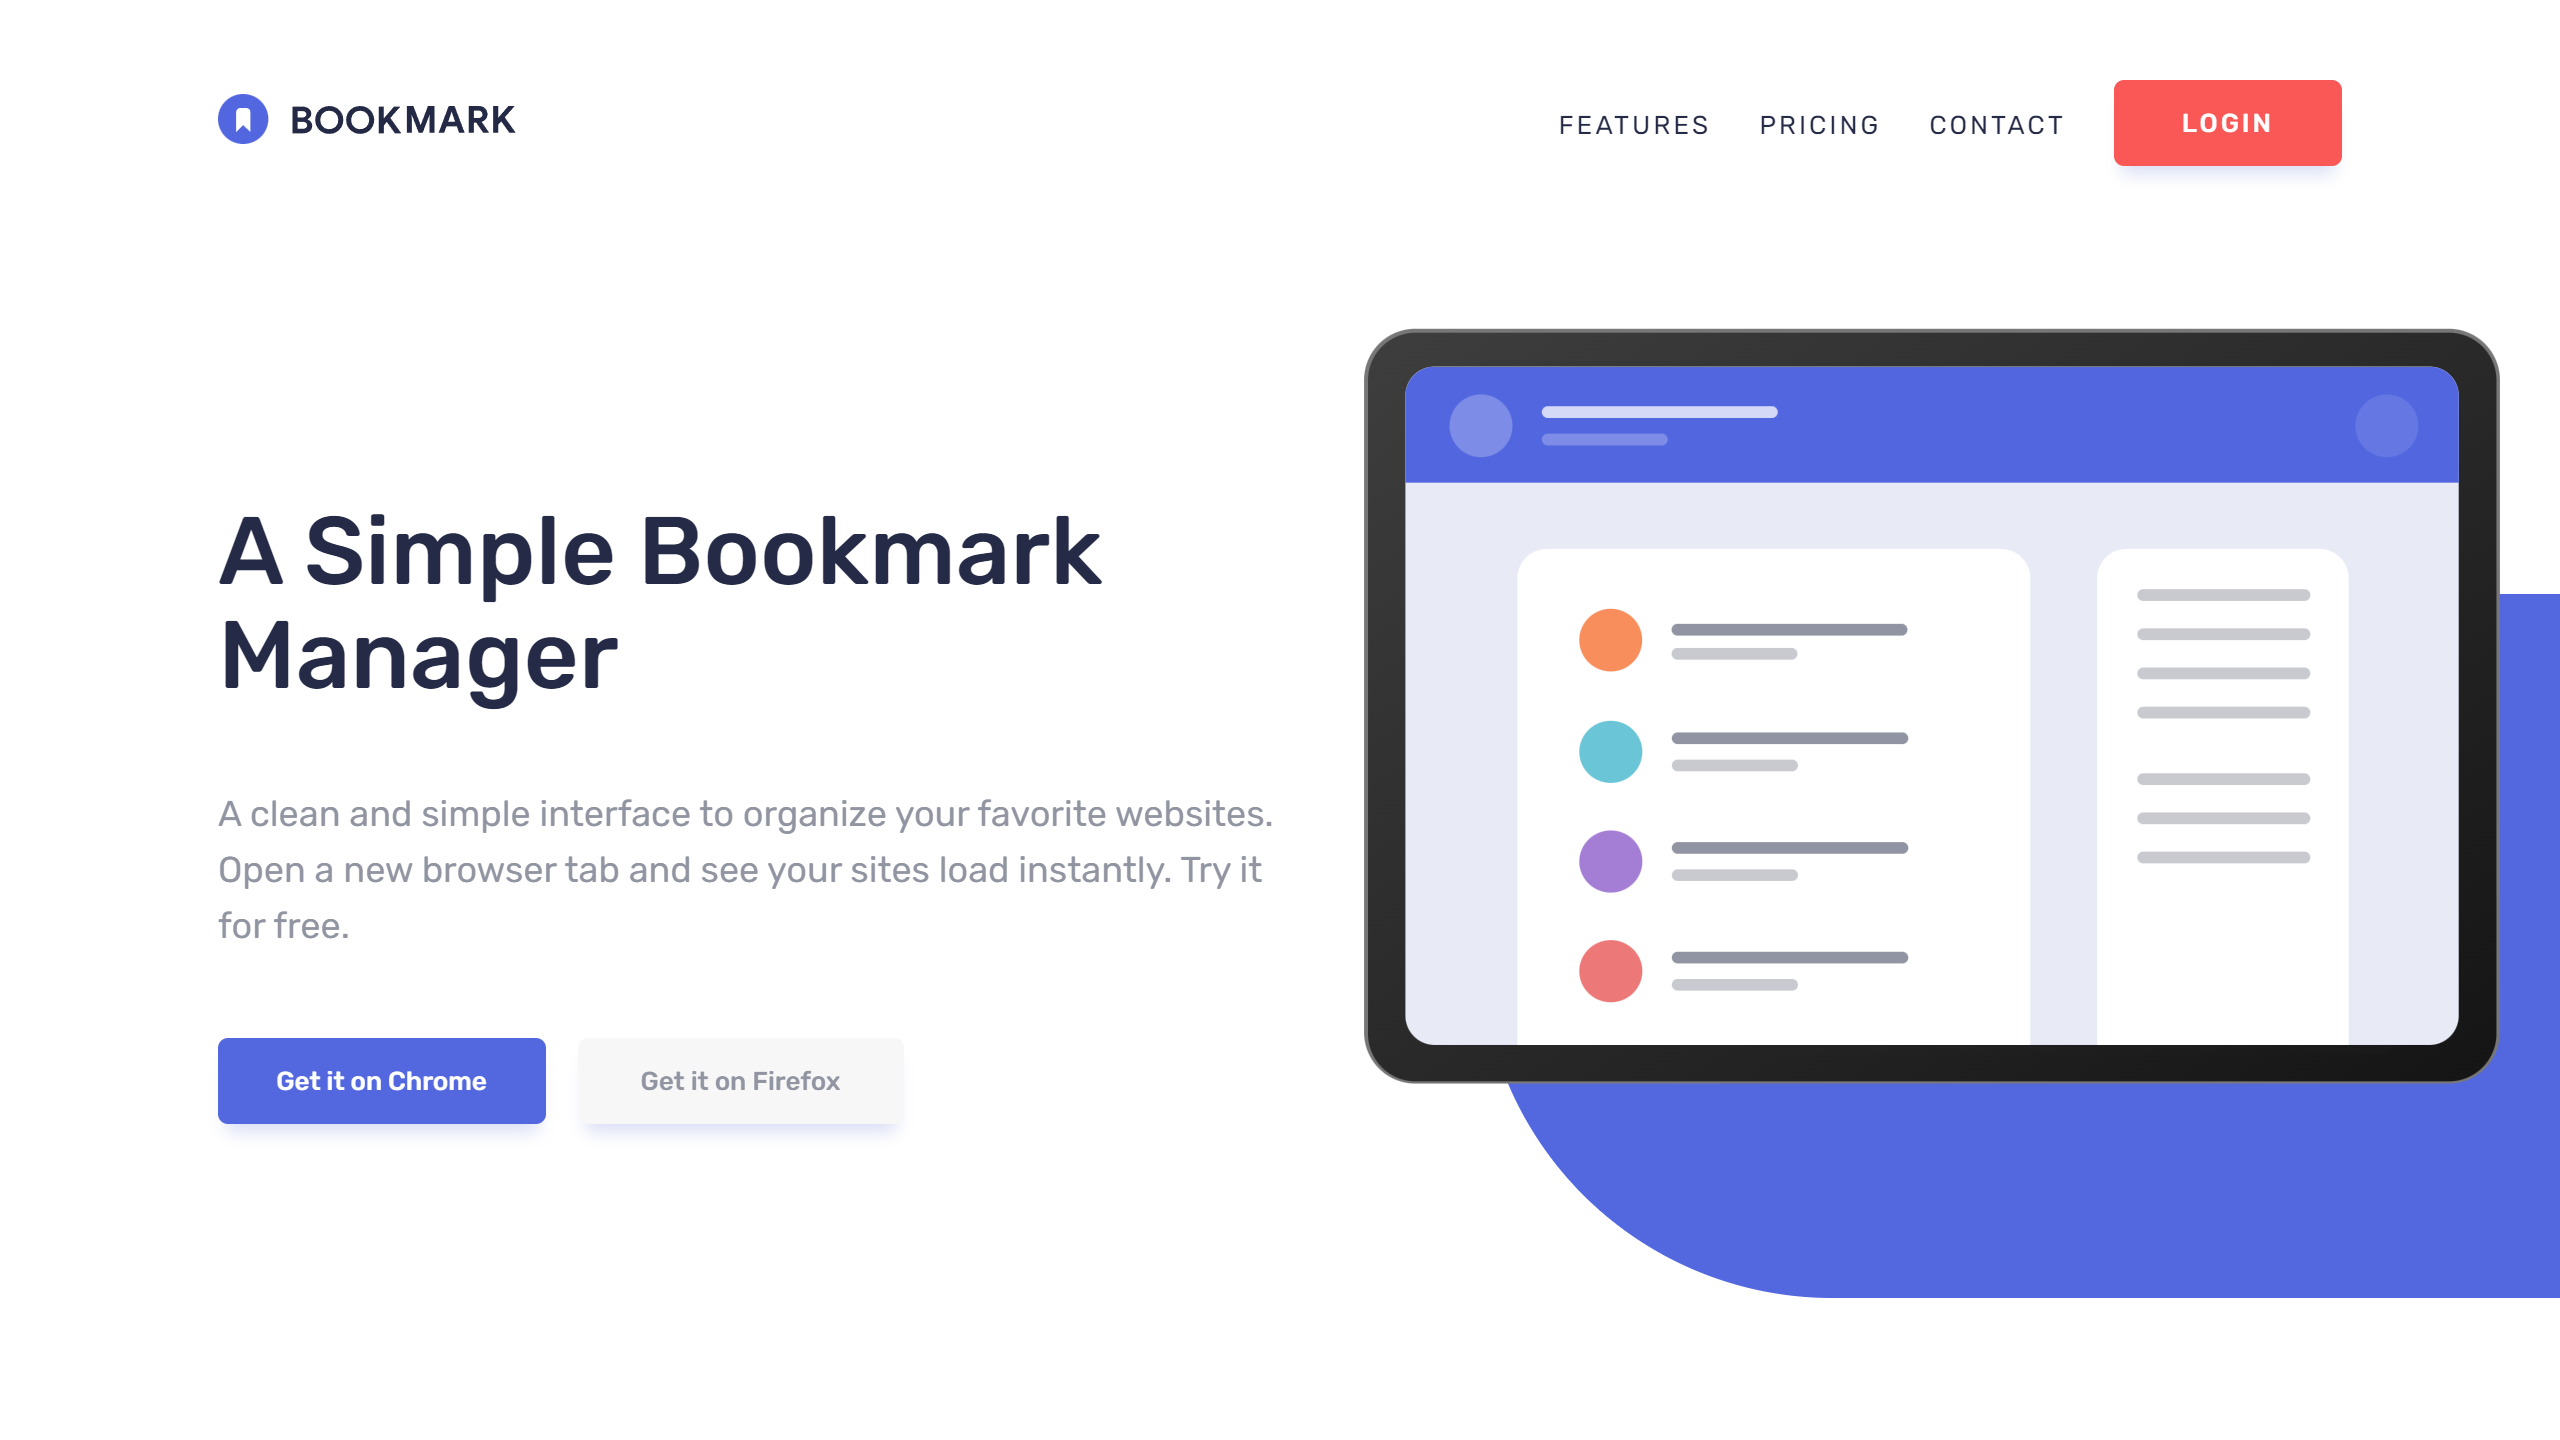 BOOKMARK
FEATURES PRICING CONTACT LOGIN
A Simple Bookmark
Manager
A clean and simple interface to organize your favorite websites.
Open a new browser tab and see your sites load instantly. Try it
for free.
Get it on Chrome Get it on Firefox